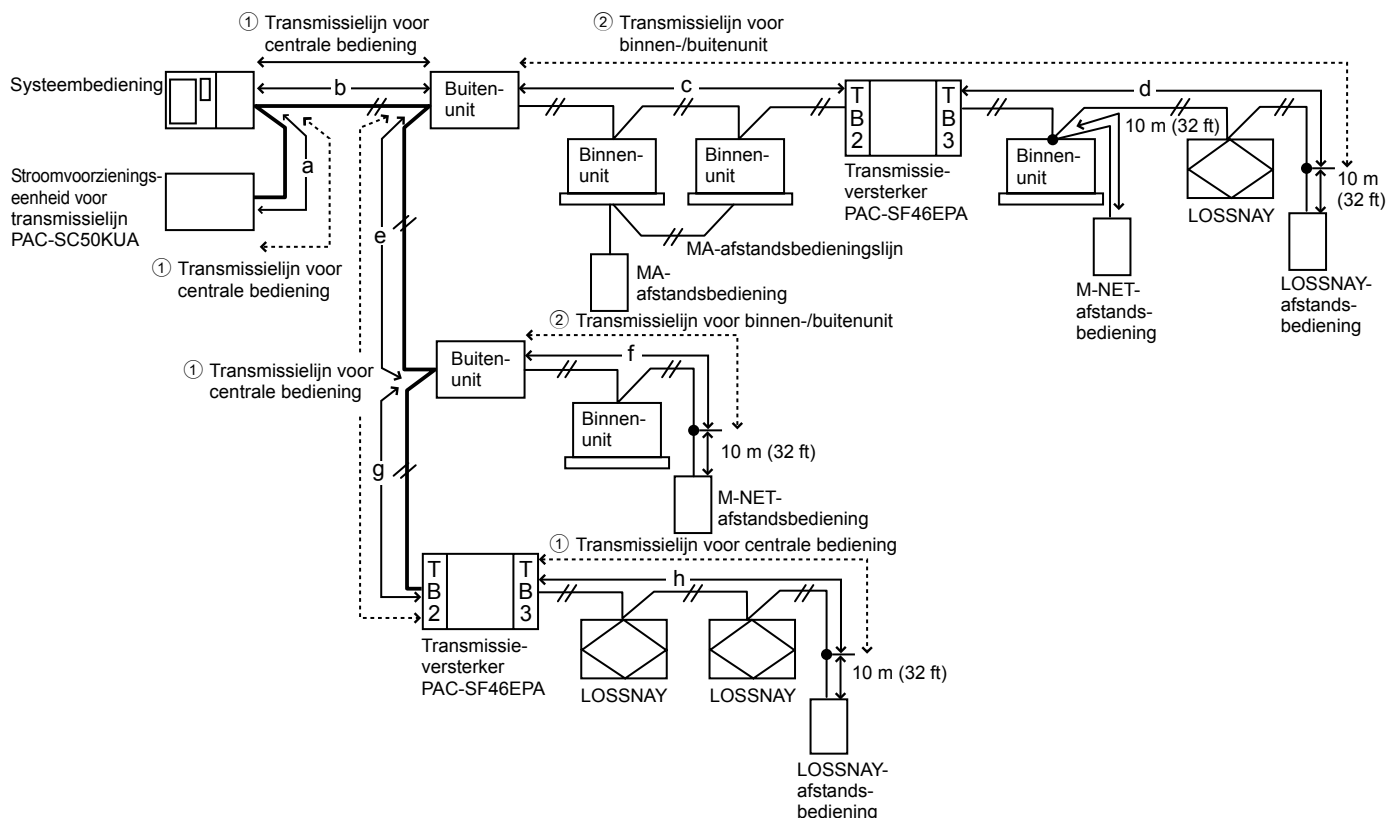 ① Transmissielijn voor
centrale bediening
② Transmissielijn voor
binnen-/buitenunit
Systeembediening
b
Buiten-
unit
c
T
B
2
T
B
3
d
10 m (32 ft)
a
Binnen-
unit
Binnen-
unit
Binnen-
unit
Stroomvoorzienings-
eenheid voor
transmissielijn
PAC-SC50KUA
Transmissie-
versterker
PAC-SF46EPA
LOSSNAY
10 m
(32 ft)
e
MA-afstandsbedieningslijn
① Transmissielijn voor
centrale bediening
MA-
afstandsbediening
M-NET-
afstands-
bediening
LOSSNAY-
afstands-
bediening
② Transmissielijn voor binnen-/buitenunit
① Transmissielijn voor
centrale bediening
Buiten-
unit
f
Binnen-
unit
10 m (32 ft)
g
M-NET-
afstandsbediening
① Transmissielijn voor centrale bediening
T
B
2
T
B
3
h
Transmissie-
versterker
PAC-SF46EPA
LOSSNAY
LOSSNAY
10 m (32 ft)
LOSSNAY-
afstands-
bediening